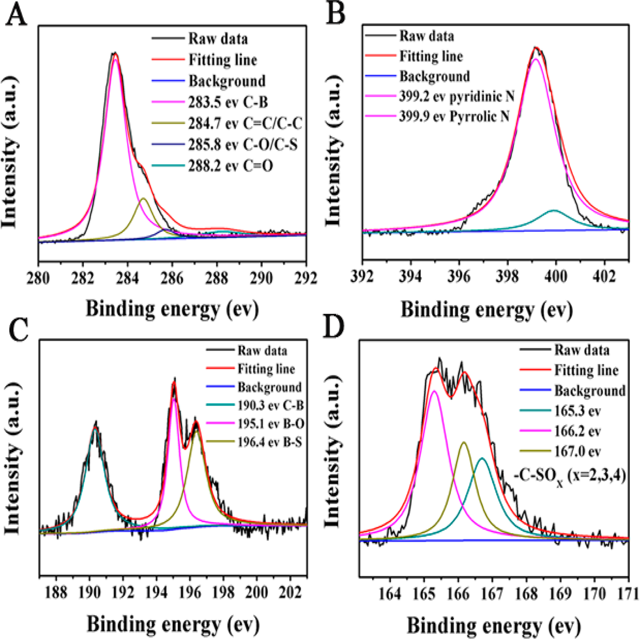 A
Raw data
Fitting line
Background
283.5 ev C-B
284.7 ev C=C/C-C
285.8 ev C-O/C-S
288.2 ev C=O
Intensity (a.u.)
280 282 284 286 288 290 292
Binding energy (ev)
B
Raw data
Fitting line
Background
399.2 ev pyridinic N
399.9 ev Pyrrolic N
Intensity (a.u.)
392 394 396 398 400 402
Binding energy (ev)
C
Raw data
Fitting line
Background
190.3 ev C-B
195.1 ev B-O
196.4 ev B-S
Intensity (a.u.)
188 190 192 194 196 198 200 202
Binding energy (ev)
D
Raw data
Fitting line
Background
165.3 ev
166.2 ev
167.0 ev
-C-SOX (x=2,3,4)
Intensity (a.u.)
164 165 166 167 168 169 170 171
Binding energy (ev)